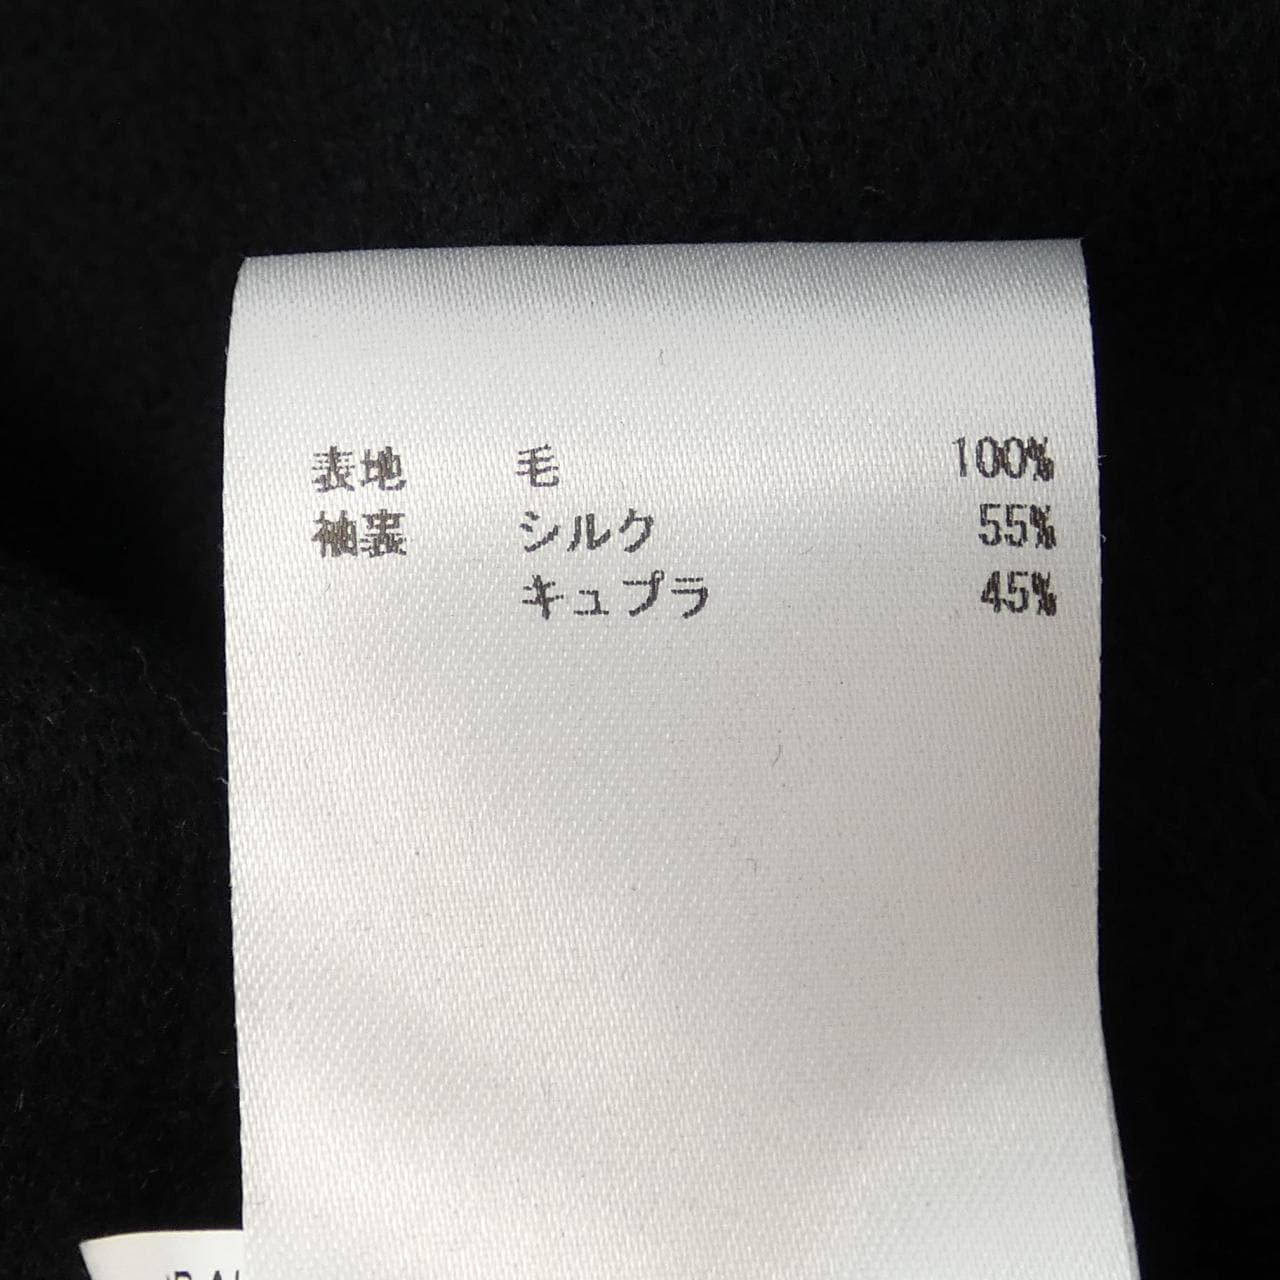 表地 毛 100%
袖裏 シルク 55%
キュプラ 45%